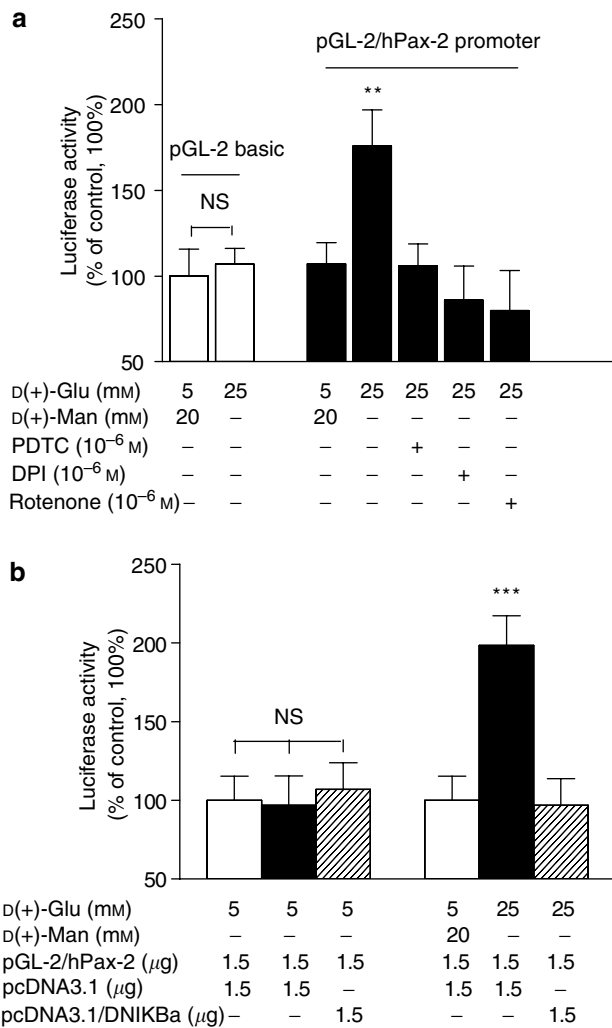 a
pGL-2/hPax-2 promoter
250
**
200
pGL-2 basic
150
NS
100
50
Luciferase activity
(% of control, 100%)
D(+)-Glu (mM) 5 25 5 25 25 25 25
D(+)-Man (mM) 20 – 20 – – – –
PDTC (10⁻⁶ M) – – – – + – –
DPI (10⁻⁶ M) – – – – – + –
Rotenone (10⁻⁶ M) – – – – – – +
b
250
***
200
150
NS
100
50
Luciferase activity
(% of control, 100%)
D(+)-Glu (mM) 5 5 5 5 25 25
D(+)-Man (mM) – – – 20 – –
pGL-2/hPax-2 (μg) 1.5 1.5 1.5 1.5 1.5 1.5
pcDNA3.1 (μg) 1.5 1.5 – 1.5 1.5 –
pcDNA3.1/DNIKBa (μg) – – 1.5 – – 1.5